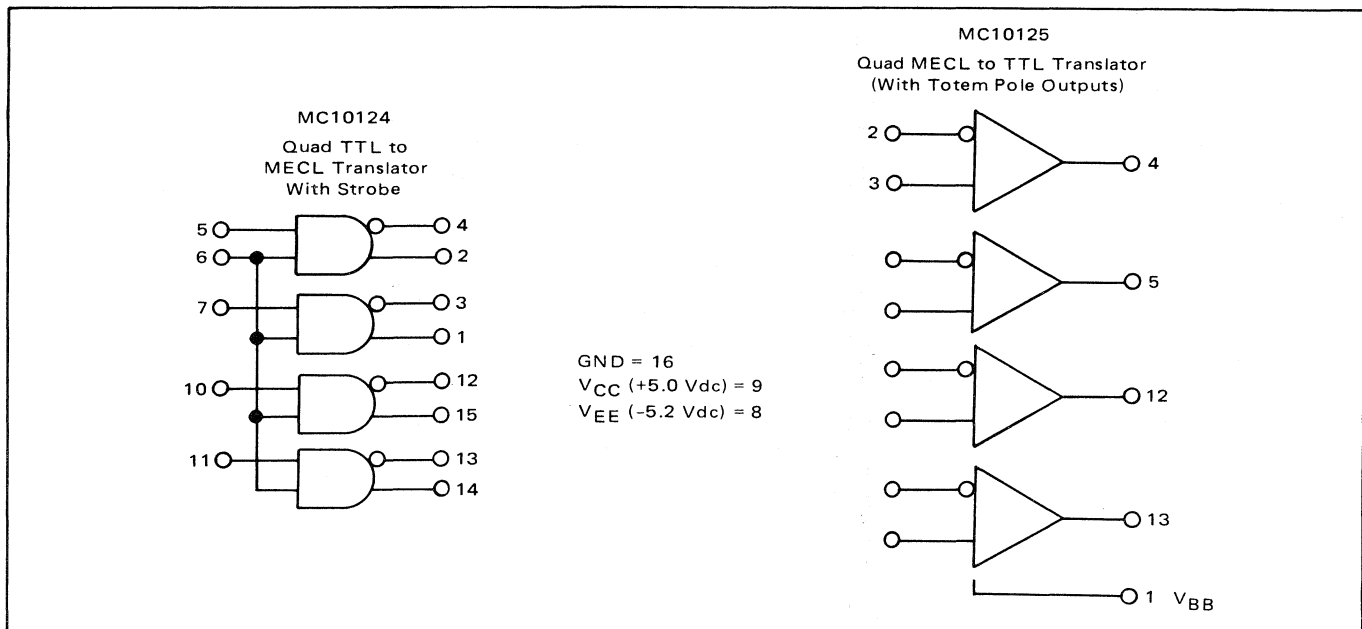 MC10124
Quad TTL to
MECL Translator
With Strobe
5
4
6
2
7
3
1
10
12
15
11
13
14
GND = 16
VCC (+5.0 Vdc) = 9
VEE (-5.2 Vdc) = 8
MC10125
Quad MECL to TTL Translator
(With Totem Pole Outputs)
2
3
4
5
12
13
1 VBB